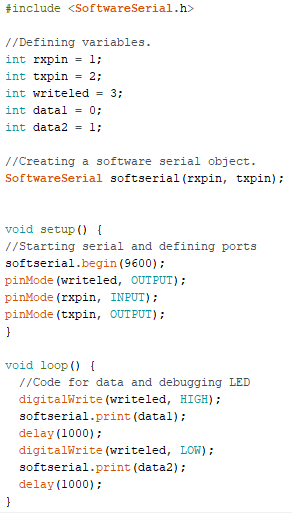 #include <SoftwareSerial.h>
//Defining variables.
int rxpin = 1;
int txpin = 2;
int writeled = 3;
int data1 = 0;
int data2 = 1;
//Creating a software serial object.
SoftwareSerial softserial(rxpin, txpin);
void setup() {
//Starting serial and defining ports
softserial.begin(9600);
pinMode(writeled, OUTPUT);
pinMode(rxpin, INPUT);
pinMode(txpin, OUTPUT);
}
void loop() {
  //Code for data and debugging LED
  digitalWrite(writeled, HIGH);
  softserial.print(data1);
  delay(1000);
  digitalWrite(writeled, LOW);
  softserial.print(data2);
  delay(1000);
}